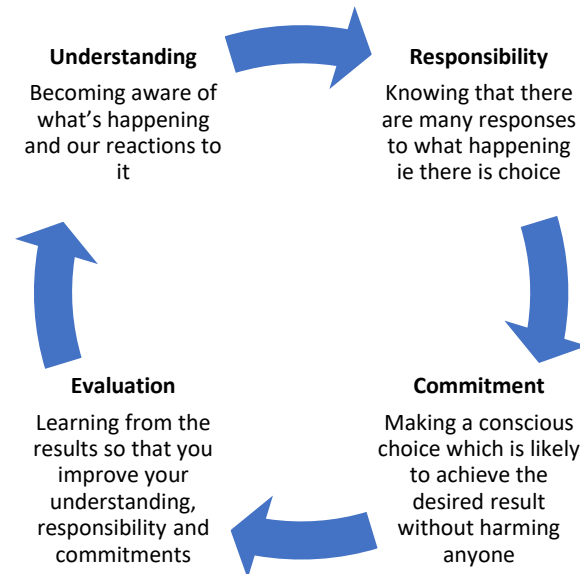 Understanding
Becoming aware of
what's happening
and our reactions to
it
Responsibility
Knowing that there
are many responses
to what happening
ie there is choice
Commitment
Making a conscious
choice which is likely
to achieve the
desired result
without harming
anyone
Evaluation
Learning from the
results so that you
improve your
understanding,
responsibility and
commitments